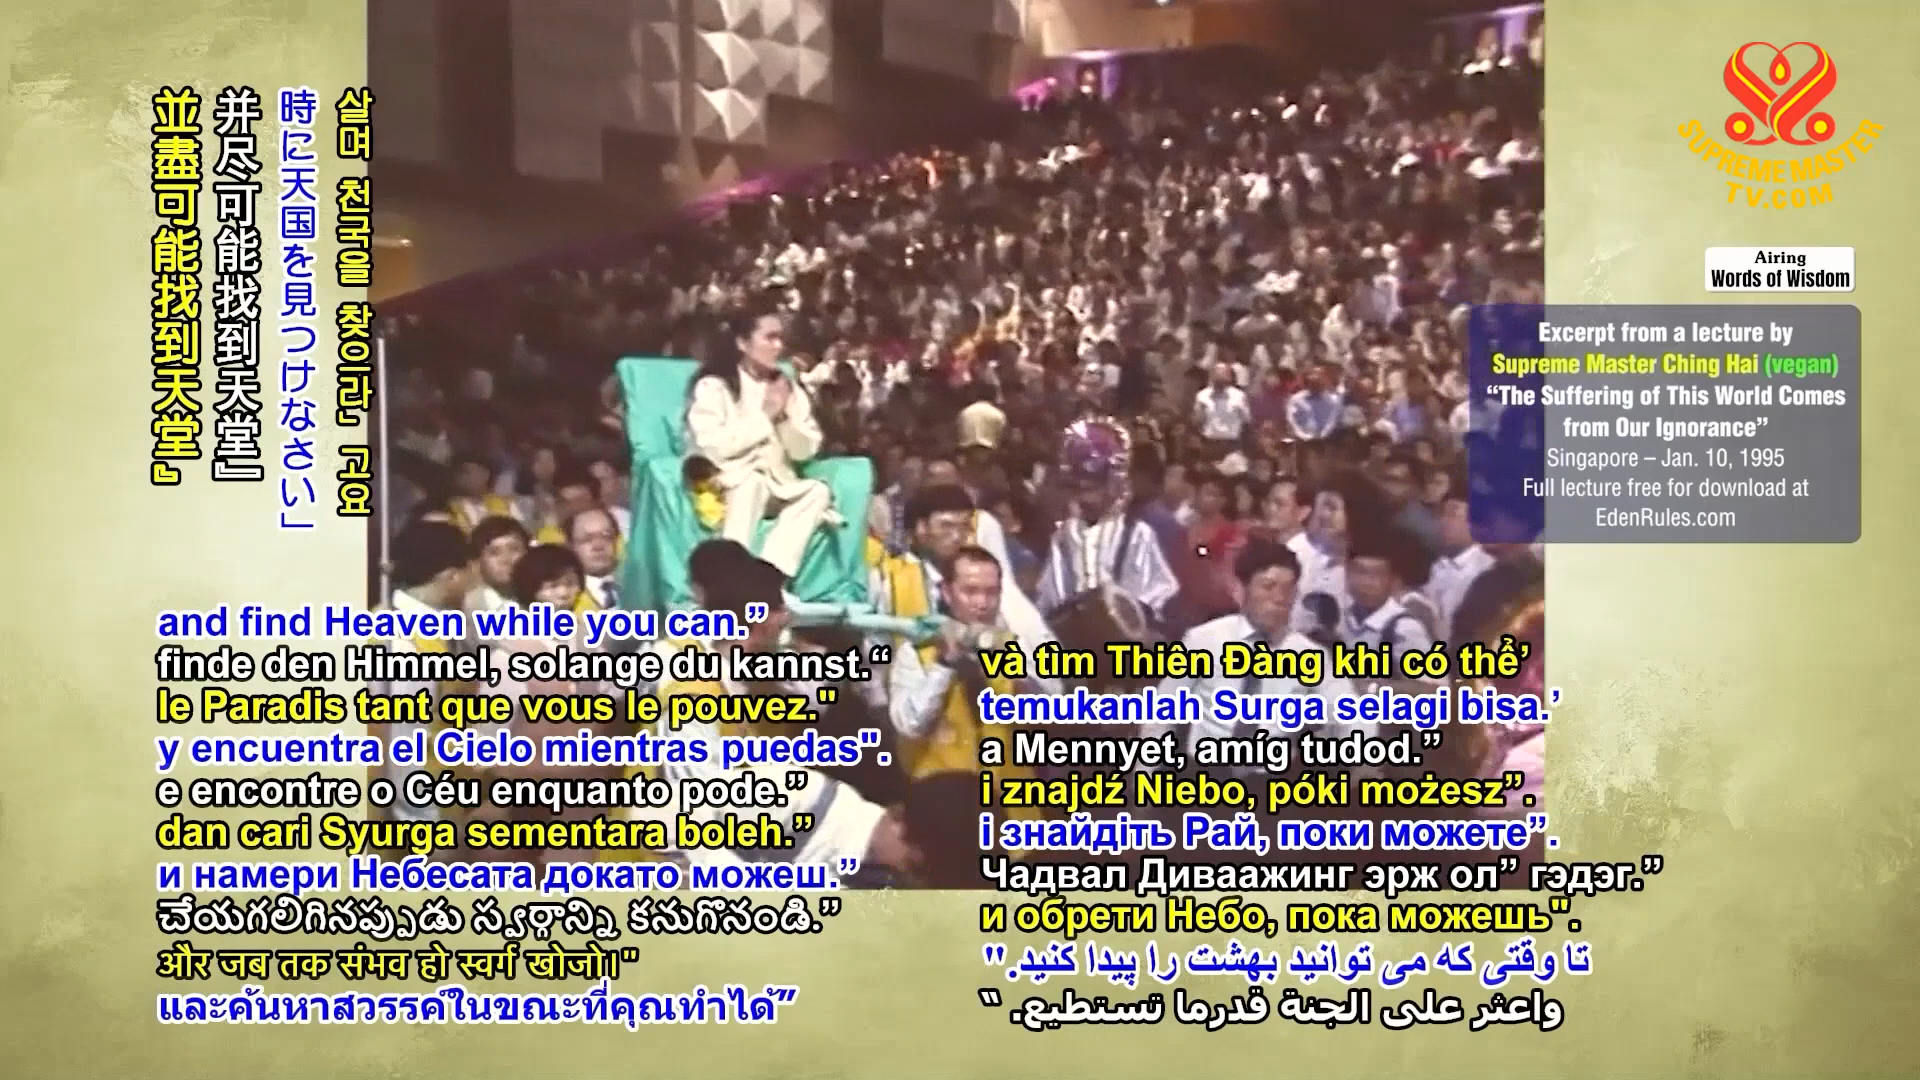 살며 천국을 찾으라」고요
時に天国を見つけなさい」
并尽可能找到天堂』
並盡可能找到天堂』
SUPREME MASTER
TV.COM
Airing
Words of Wisdom
Excerpt from a lecture by
Supreme Master Ching Hai (vegan)
“The Suffering of This World Comes
from Our Ignorance”
Singapore – Jan. 10, 1995
Full lecture free for download at
EdenRules.com
and find Heaven while you can.”
finde den Himmel, solange du kannst.“
le Paradis tant que vous le pouvez."
y encuentra el Cielo mientras puedas".
e encontre o Céu enquanto pode.”
dan cari Syurga sementara boleh.”
и намери Небесата докато можеш.”
చేయగలిగినప్పుడు స్వర్గాన్ని కనుగొనండి.”
और जब तक संभव हो स्वर्ग खोजो।"
และค้นหาสวรรค์ในขณะที่คุณทำได้”
và tìm Thiên Đàng khi có thể’
temukanlah Surga selagi bisa.’
a Mennyet, amíg tudod.”
i znajdź Niebo, póki możesz”.
і знайдіть Рай, поки можете”.
Чадвал Диваажинг эрж ол” гэдэг.”
и обрети Небо, пока можешь".
تا وقتی که می توانید بهشت را پیدا کنید."
واعثر على الجنة قدرما تستطيع. “